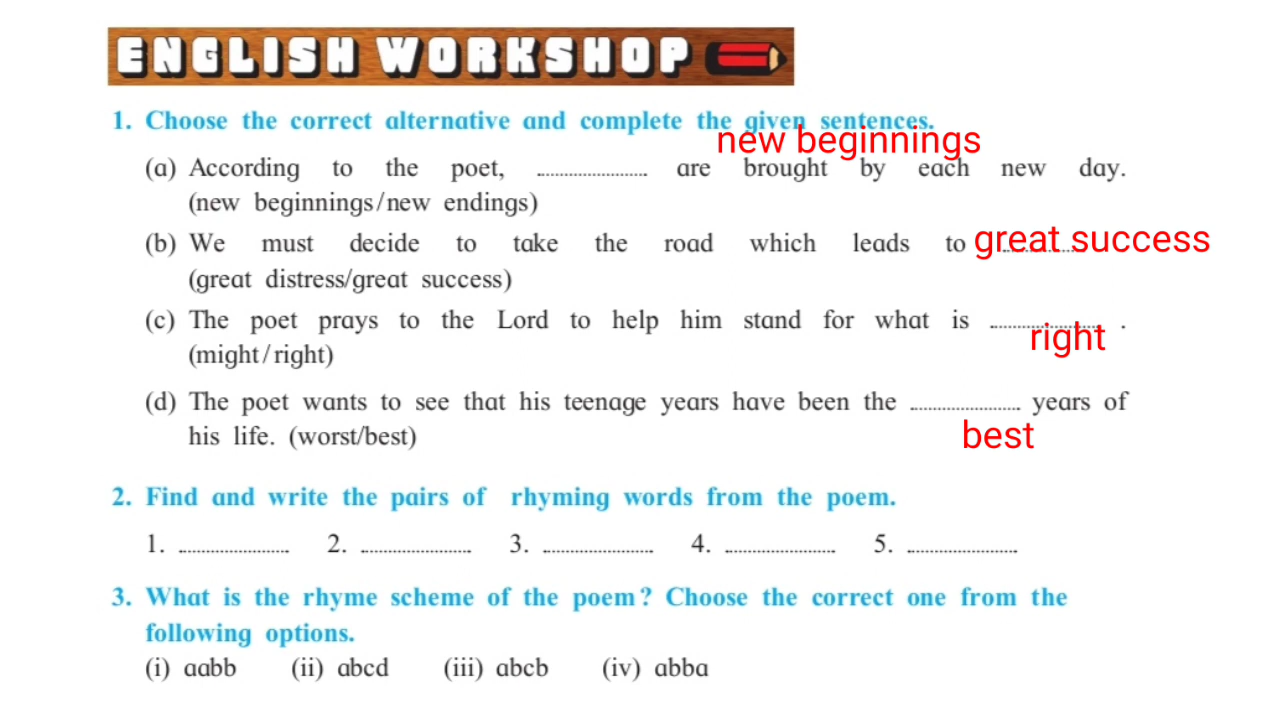 ENGLISH WORKSHOP
1. Choose the correct alternative and complete the given sentences.
new beginnings
(a) According to the poet, ...................... are brought by each new day.
(new beginnings/new endings)
(b) We must decide to take the road which leads to great success
(great distress/great success)
(c) The poet prays to the Lord to help him stand for what is ...................... .
right
(might/right)
(d) The poet wants to see that his teenage years have been the ...................... years of
his life. (worst/best)
best
2. Find and write the pairs of rhyming words from the poem.
1. ...................... 2. ...................... 3. ...................... 4. ...................... 5. ......................
3. What is the rhyme scheme of the poem? Choose the correct one from the
following options.
(i) aabb (ii) abcd (iii) abcb (iv) abba